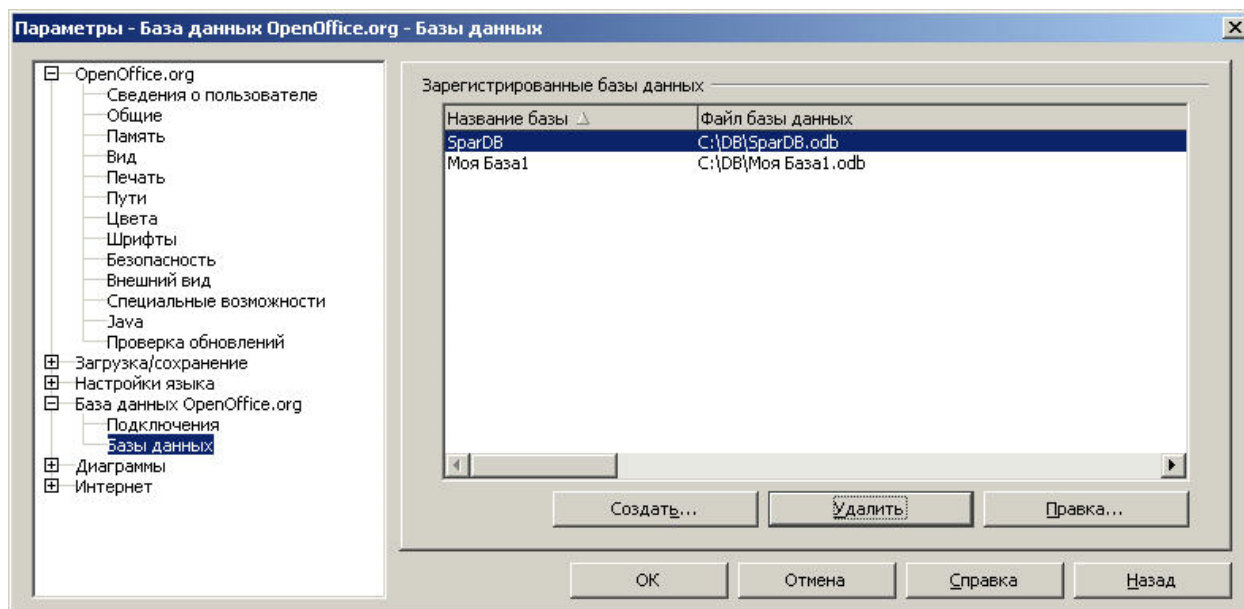 Параметры - База данных OpenOffice.org - Базы данных
OpenOffice.org
Сведения о пользователе
Общие
Память
Вид
Печать
Пути
Цвета
Шрифты
Безопасность
Внешний вид
Специальные возможности
Java
Проверка обновлений
Загрузка/сохранение
Настройки языка
База данных OpenOffice.org
Подключения
Базы данных
Диаграммы
Интернет
Зарегистрированные базы данных
Название базы Файл базы данных
SparDB C:\DB\SparDB.odb
Моя База1 C:\DB\Моя База1.odb
Создать... Удалить Правка...
ОК Отмена Справка Назад